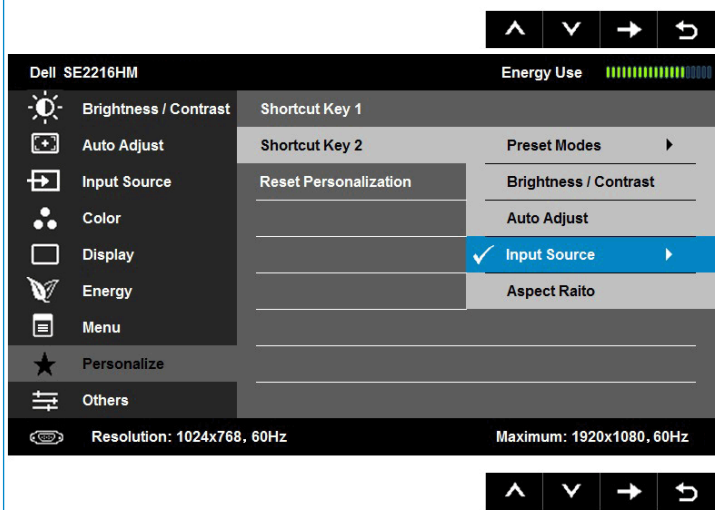 Dell SE2216HM Energy Use
Brightness / Contrast Shortcut Key 1
Auto Adjust Shortcut Key 2 Preset Modes
Input Source Reset Personalization Brightness / Contrast
Color Auto Adjust
Display Input Source
Energy Aspect Raito
Menu
Personalize
Others
Resolution: 1024x768, 60Hz Maximum: 1920x1080, 60Hz